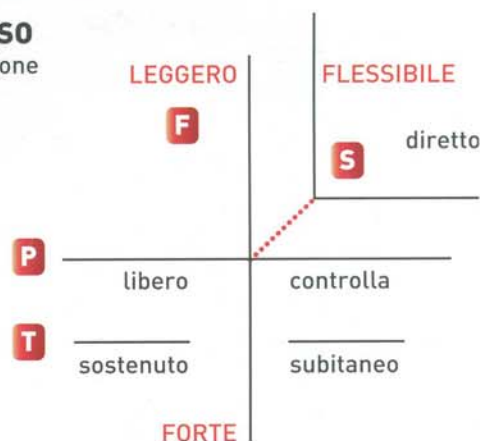 SO
one
LEGGERO
FLESSIBILE
F
S
diretto
P
libero
controlla
T
sostenuto
subitaneo
FORTE